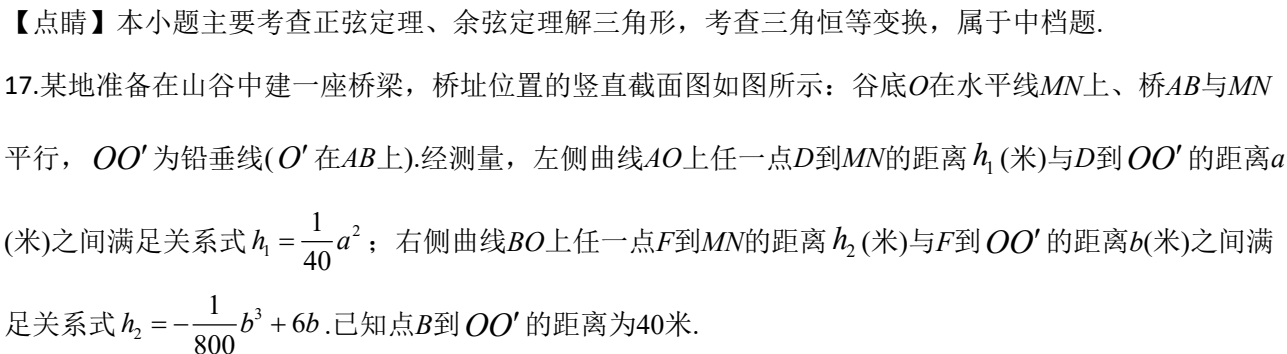 【点睛】本小题主要考查正弦定理、余弦定理解三角形，考查三角恒等变换，属于中档题.
17.某地准备在山谷中建一座桥梁，桥址位置的竖直截面图如图所示：谷底O在水平线MN上、桥AB与MN
平行，OO′为铅垂线(O′在AB上).经测量，左侧曲线AO上任一点D到MN的距离h₁(米)与D到OO′的距离a
(米)之间满足关系式h₁ = 1/40 a²；右侧曲线BO上任一点F到MN的距离h₂(米)与F到OO′的距离b(米)之间满
足关系式h₂ = −1/800 b³ + 6b.已知点B到OO′的距离为40米.